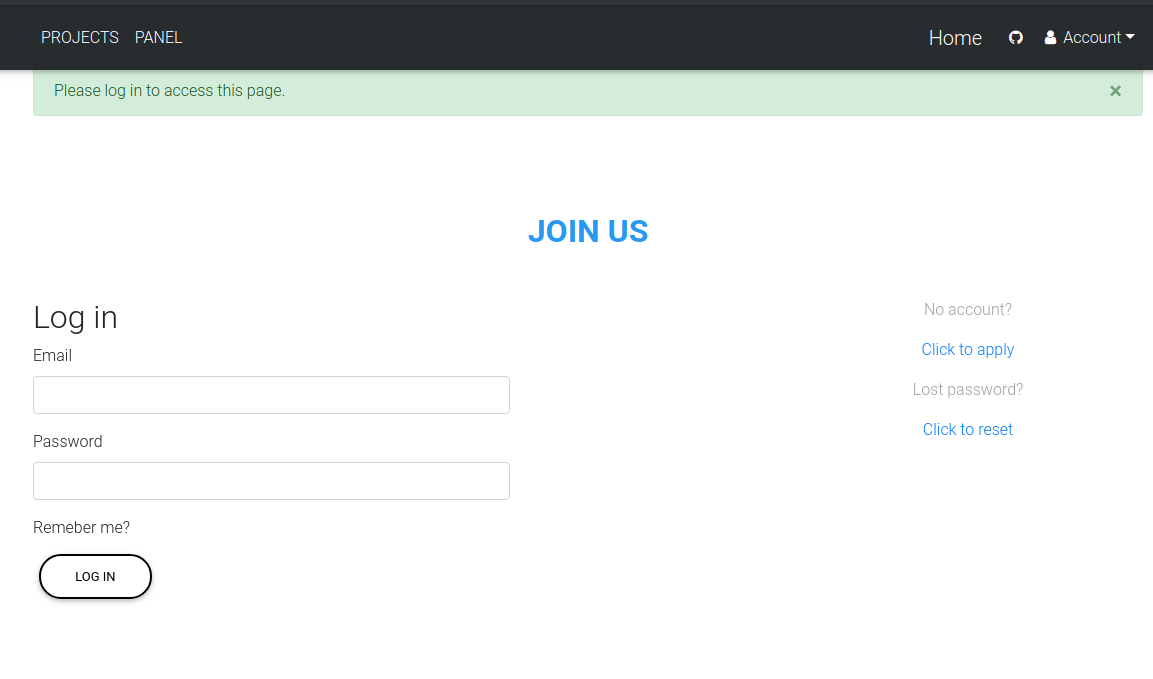 PROJECTS PANEL Home Account
Please log in to access this page. ×
JOIN US
Log in
Email
Password
Remeber me?
LOG IN
No account?
Click to apply
Lost password?
Click to reset